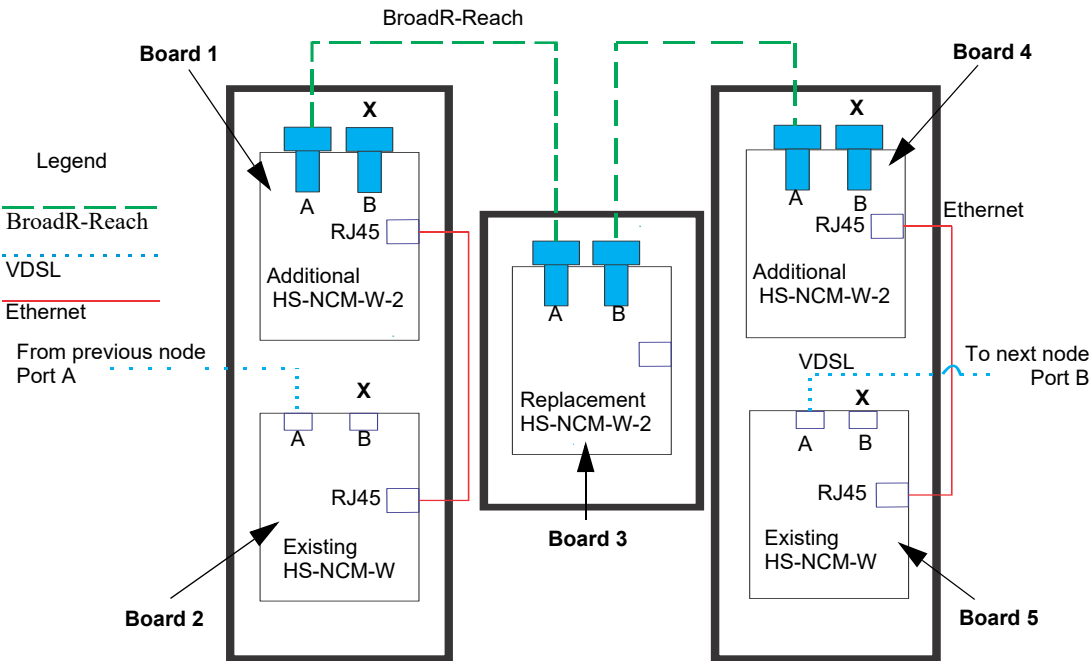 BroadR-Reach
Board 1
Board 4
X
X
Legend
A
B
A
B
BroadR-Reach
RJ45
RJ45
Ethernet
VDSL
Additional
HS-NCM-W-2
Additional
HS-NCM-W-2
Ethernet
A
B
From previous node
Port A
VDSL
To next node
Port B
X
X
Replacement
HS-NCM-W-2
A
B
A
B
RJ45
RJ45
Board 3
Existing
HS-NCM-W
Existing
HS-NCM-W
Board 2
Board 5